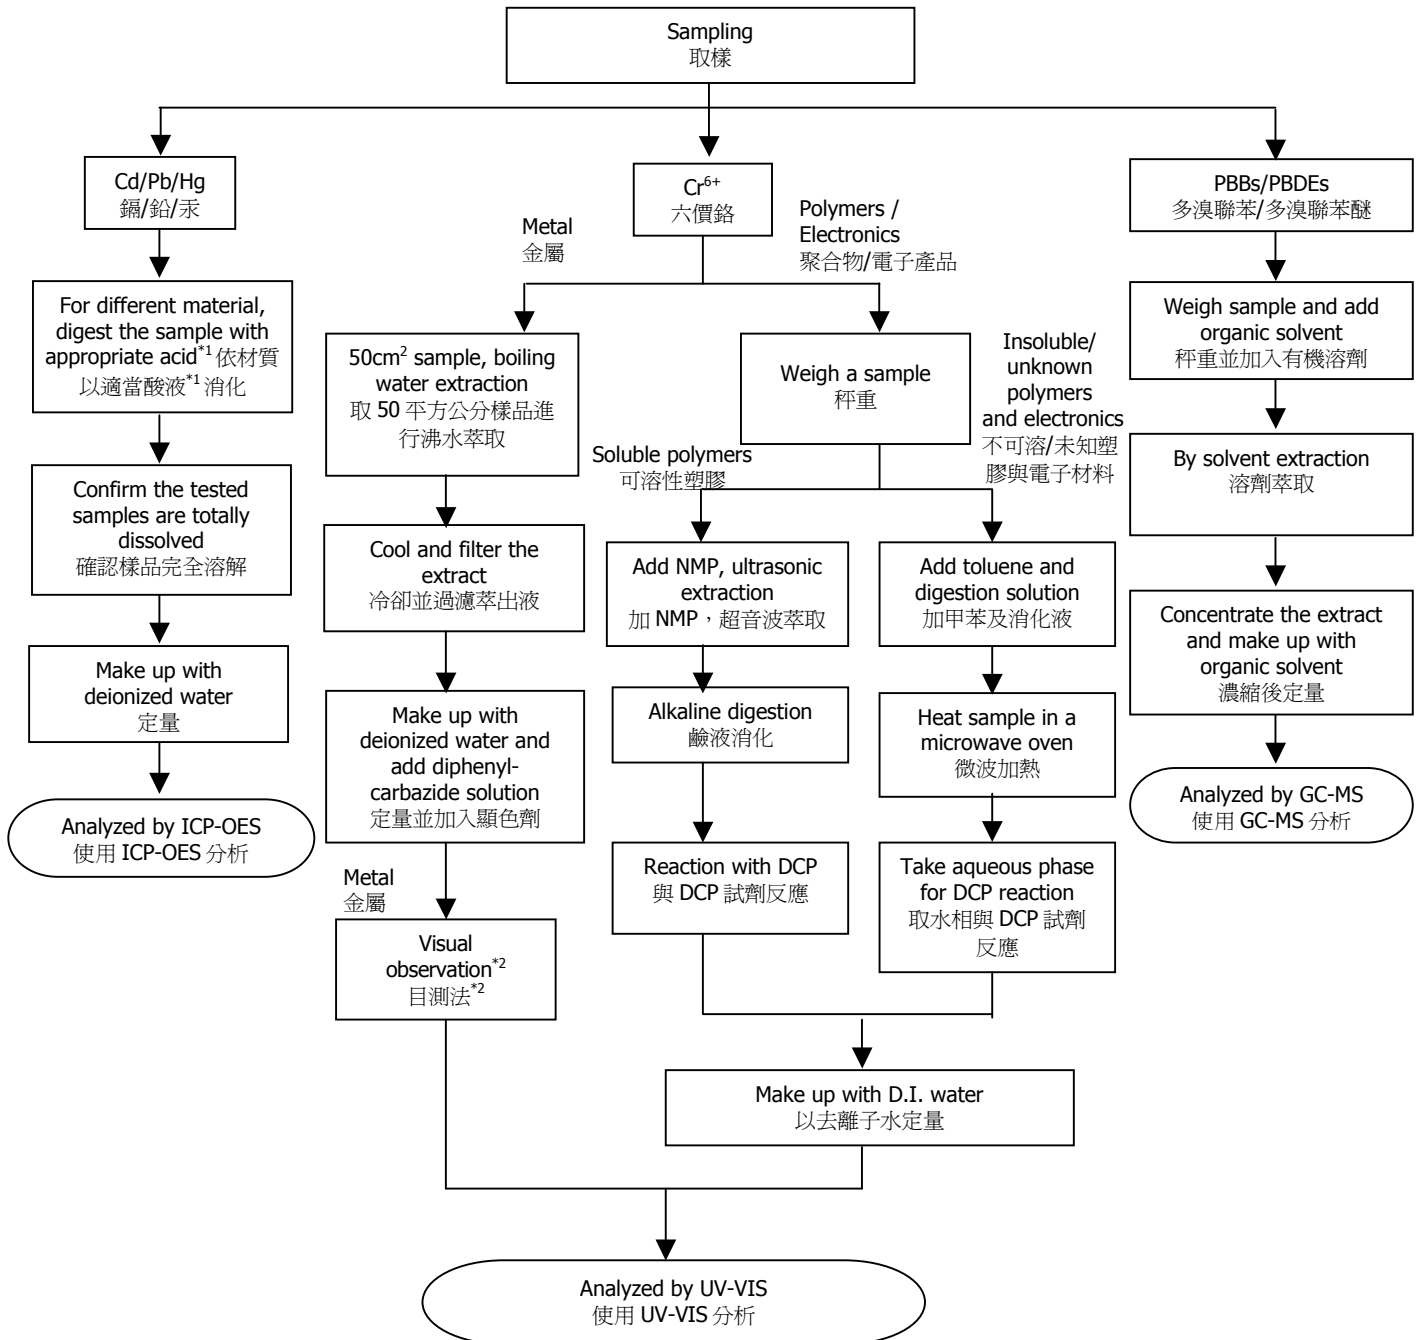 Sampling
取樣
Cd/Pb/Hg
鎘/鉛/汞
Cr6+
六價鉻
PBBs/PBDEs
多溴聯苯/多溴聯苯醚
Metal
金屬
Polymers /
Electronics
聚合物/電子產品
For different material,
digest the sample with
appropriate acid*1 依材質
以適當酸液*1 消化
50cm2 sample, boiling
water extraction
取 50 平方公分樣品進
行沸水萃取
Weigh a sample
秤重
Insoluble/
unknown
polymers
and electronics
不可溶/未知塑
膠與電子材料
Weigh sample and add
organic solvent
秤重並加入有機溶劑
Soluble polymers
可溶性塑膠
Confirm the tested
samples are totally
dissolved
確認樣品完全溶解
Cool and filter the
extract
冷卻並過濾萃出液
Add NMP, ultrasonic
extraction
加 NMP，超音波萃取
Add toluene and
digestion solution
加甲苯及消化液
By solvent extraction
溶劑萃取
Make up with
deionized water
定量
Make up with
deionized water and
add diphenyl-
carbazide solution
定量並加入顯色劑
Alkaline digestion
鹼液消化
Heat sample in a
microwave oven
微波加熱
Concentrate the extract
and make up with
organic solvent
濃縮後定量
Analyzed by ICP-OES
使用 ICP-OES 分析
Metal
金屬
Reaction with DCP
與 DCP 試劑反應
Take aqueous phase
for DCP reaction
取水相與 DCP 試劑
反應
Analyzed by GC-MS
使用 GC-MS 分析
Visual
observation*2
目測法*2
Make up with D.I. water
以去離子水定量
Analyzed by UV-VIS
使用 UV-VIS 分析